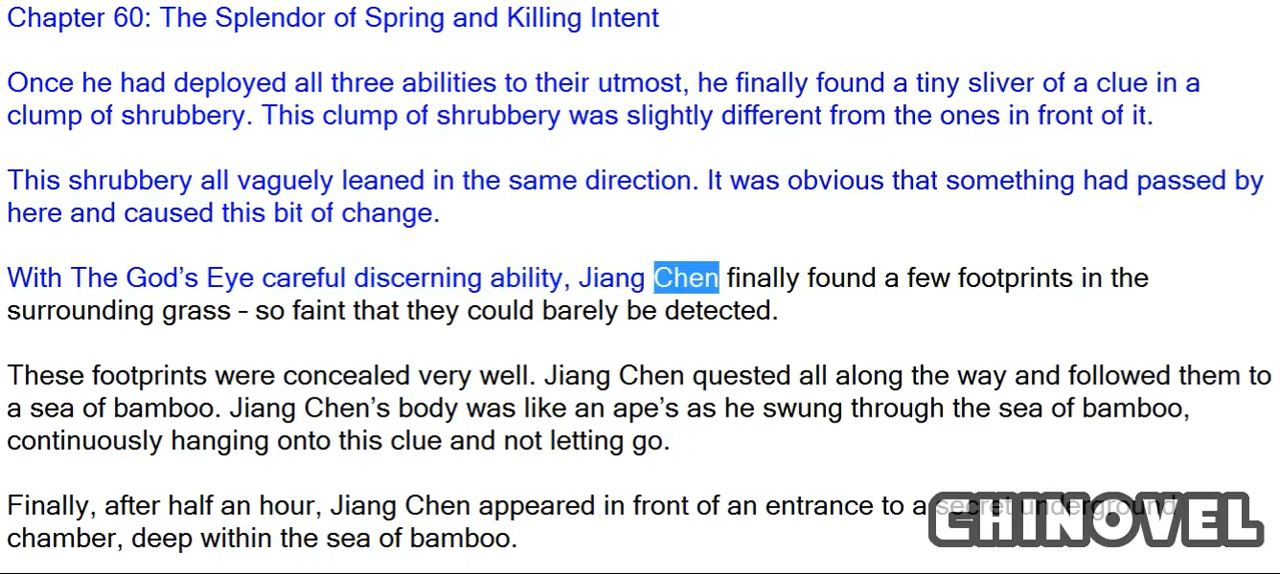 Chapter 60: The Splendor of Spring and Killing Intent
Once he had deployed all three abilities to their utmost, he finally found a tiny sliver of a clue in a
clump of shrubbery. This clump of shrubbery was slightly different from the ones in front of it.
This shrubbery all vaguely leaned in the same direction. It was obvious that something had passed by
here and caused this bit of change.
With The God’s Eye careful discerning ability, Jiang Chen finally found a few footprints in the
surrounding grass - so faint that they could barely be detected.
These footprints were concealed very well. Jiang Chen quested all along the way and followed them to
a sea of bamboo. Jiang Chen’s body was like an ape’s as he swung through the sea of bamboo,
continuously hanging onto this clue and not letting go.
Finally, after half an hour, Jiang Chen appeared in front of an entrance to a secret underground
chamber, deep within the sea of bamboo.
CHINOVEL